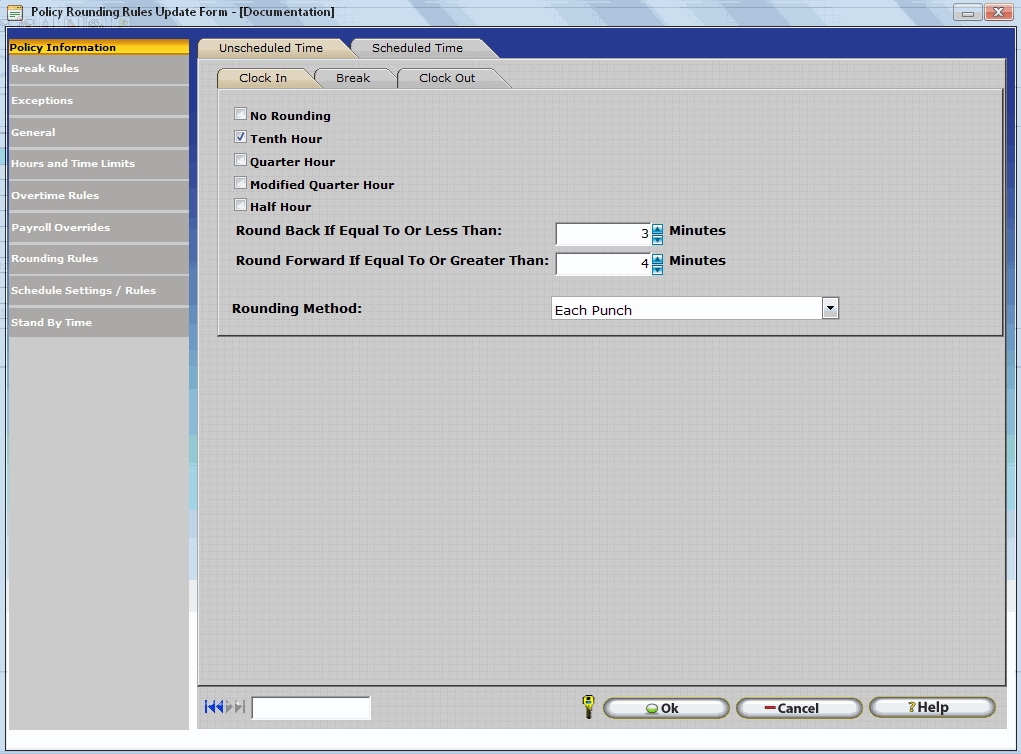 Policy Rounding Rules Update Form - [Documentation]
Policy Information
Break Rules
Exceptions
General
Hours and Time Limits
Overtime Rules
Payroll Overrides
Rounding Rules
Schedule Settings / Rules
Stand By Time
Unscheduled Time Scheduled Time
Clock In Break Clock Out
No Rounding
Tenth Hour
Quarter Hour
Modified Quarter Hour
Half Hour
Round Back If Equal To Or Less Than: 3 Minutes
Round Forward If Equal To Or Greater Than: 4 Minutes
Rounding Method: Each Punch
Ok Cancel ?Help